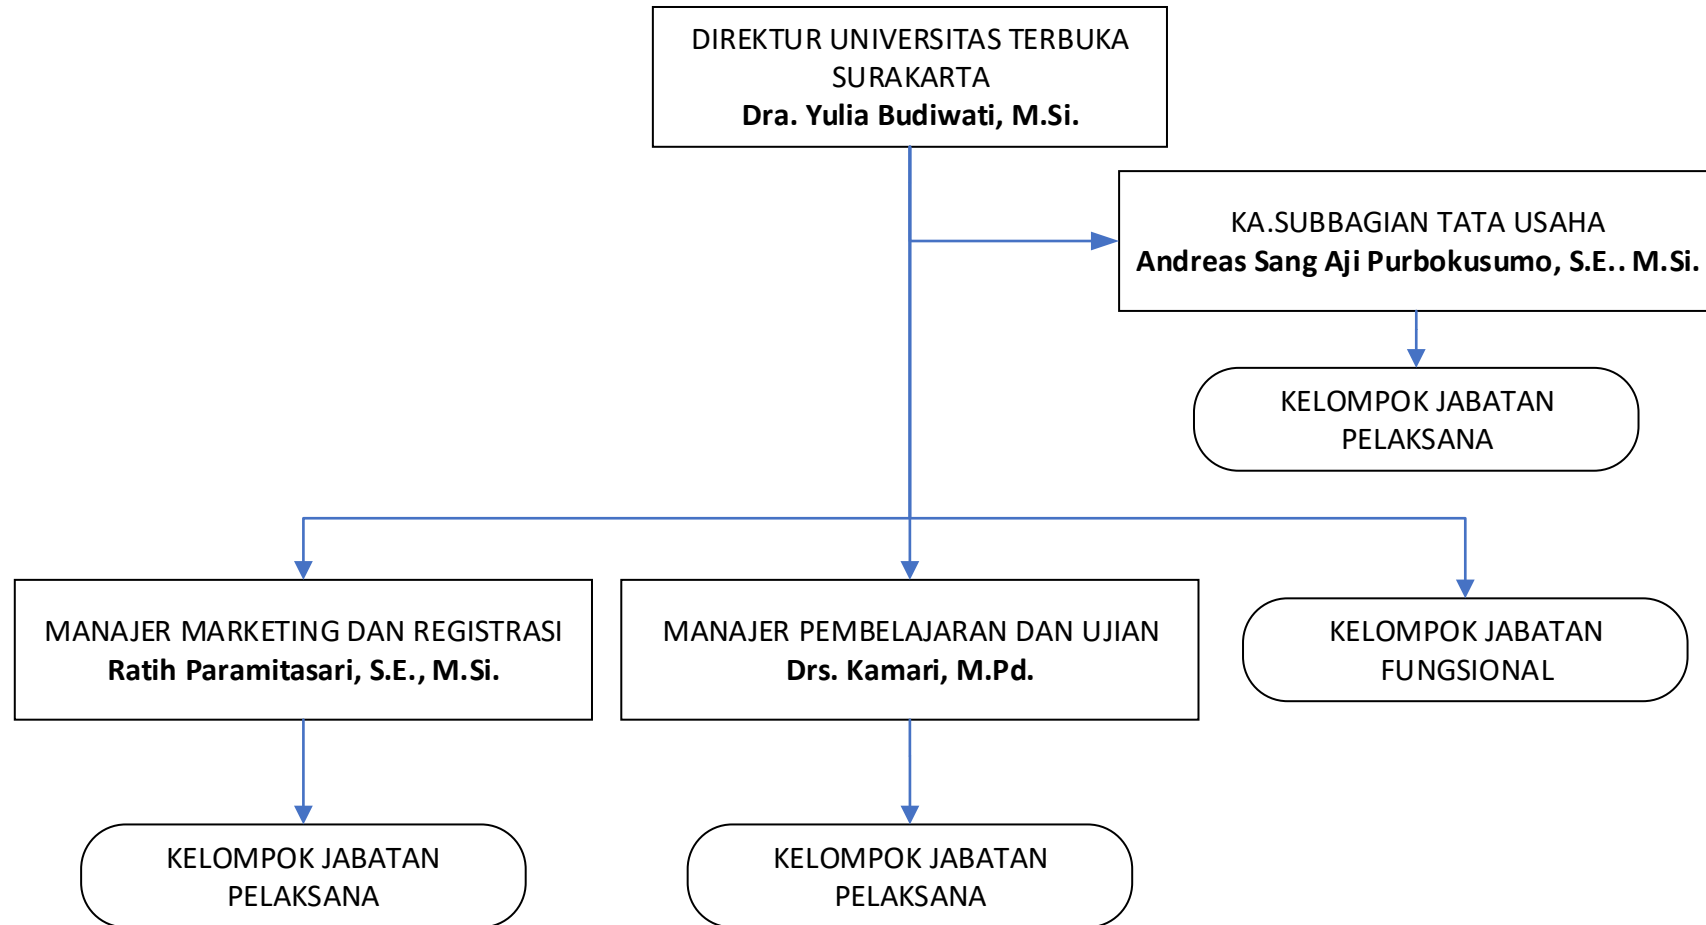 DIREKTUR UNIVERSITAS TERBUKA
SURAKARTA
Dra. Yulia Budiwati, M.Si.
KA.SUBBAGIAN TATA USAHA
Andreas Sang Aji Purbokusumo, S.E.. M.Si.
KELOMPOK JABATAN
PELAKSANA
MANAJER MARKETING DAN REGISTRASI
Ratih Paramitasari, S.E., M.Si.
MANAJER PEMBELAJARAN DAN UJIAN
Drs. Kamari, M.Pd.
KELOMPOK JABATAN
FUNGSIONAL
KELOMPOK JABATAN
PELAKSANA
KELOMPOK JABATAN
PELAKSANA